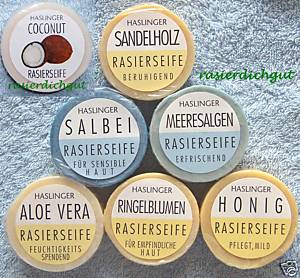 HASLINGER
COCONUT
RASIERSEIFE
HASLINGER
SANDELHOLZ
RASIERSEIFE
BERUHIGEND
rasierdichgut
rasierdichgut
HASLINGER
SALBEI
RASIERSEIFE
FÜR SENSIBLE
HAUT
HASLINGER
MEERESALGEN
RASIERSEIFE
ERFRISCHEND
HASLINGER
ALOE VERA
RASIERSEIFE
FEUCHTIGKEITS
SPENDEND
HASLINGER
RINGELBLUMEN
RASIERSEIFE
FÜR EMPFINDLICHE
HAUT
HASLINGER
HONIG
RASIERSEIFE
PFLEGT, MILD